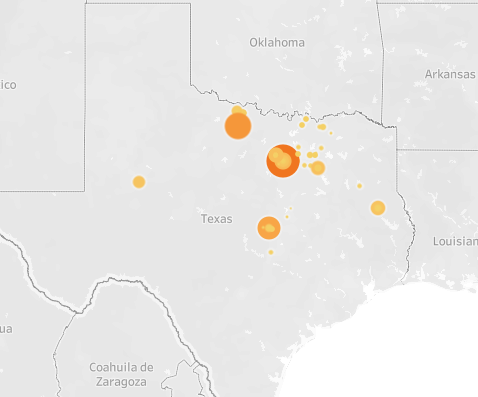 Oklahoma
Arkansas
ico
Texas
Louisian
ua
Coahuila de
Zaragoza